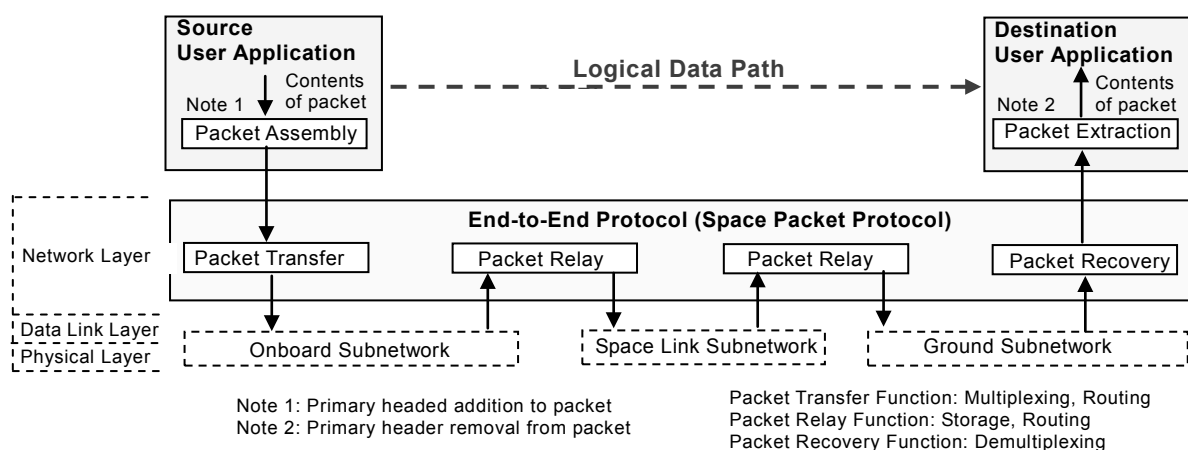 Source
User Application
Contents
of packet
Note 1
Packet Assembly
Logical Data Path
Destination
User Application
Contents
of packet
Note 2
Packet Extraction
Network Layer
Data Link Layer
Physical Layer
End-to-End Protocol (Space Packet Protocol)
Packet Transfer
Packet Relay
Packet Relay
Packet Recovery
Onboard Subnetwork
Space Link Subnetwork
Ground Subnetwork
Note 1: Primary headed addition to packet
Note 2: Primary header removal from packet
Packet Transfer Function: Multiplexing, Routing
Packet Relay Function: Storage, Routing
Packet Recovery Function: Demultiplexing